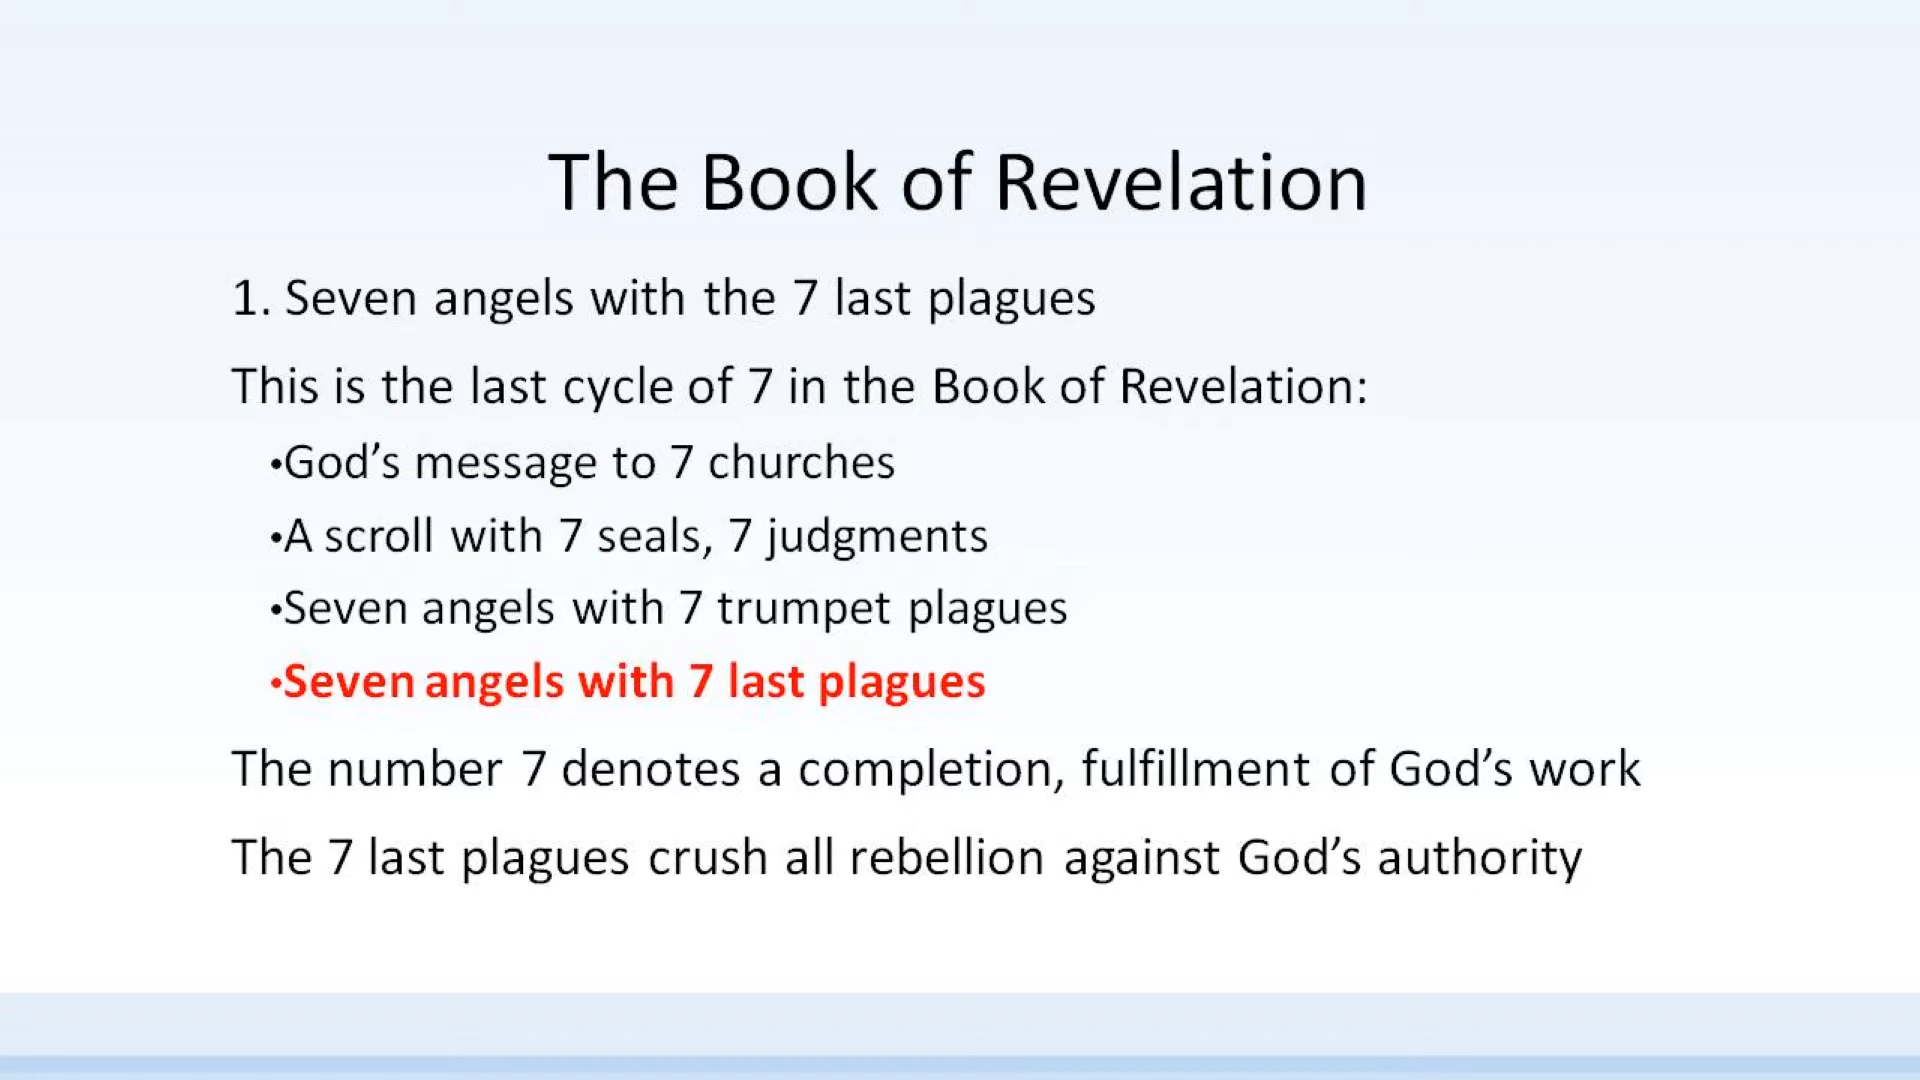 The Book of Revelation
1. Seven angels with the 7 last plagues
This is the last cycle of 7 in the Book of Revelation:
•God’s message to 7 churches
•A scroll with 7 seals, 7 judgments
•Seven angels with 7 trumpet plagues
•Seven angels with 7 last plagues
The number 7 denotes a completion, fulfillment of God’s work
The 7 last plagues crush all rebellion against God’s authority